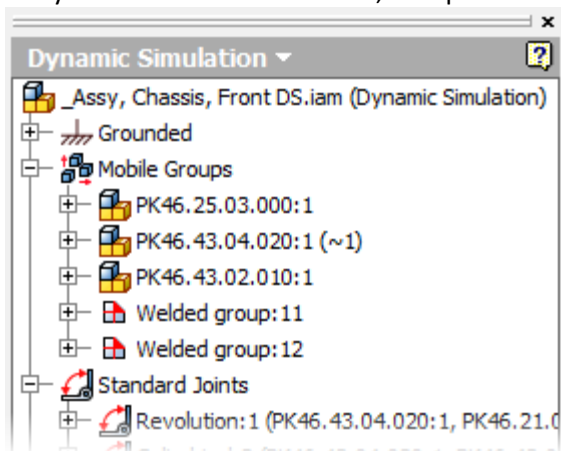 Dynamic Simulation
_Assy, Chassis, Front DS.iam (Dynamic Simulation)
Grounded
Mobile Groups
PK46.25.03.000:1
PK46.43.04.020:1 (~1)
PK46.43.02.010:1
Welded group:11
Welded group:12
Standard Joints
Revolution:1 (PK46.43.04.020:1, PK46.21.0